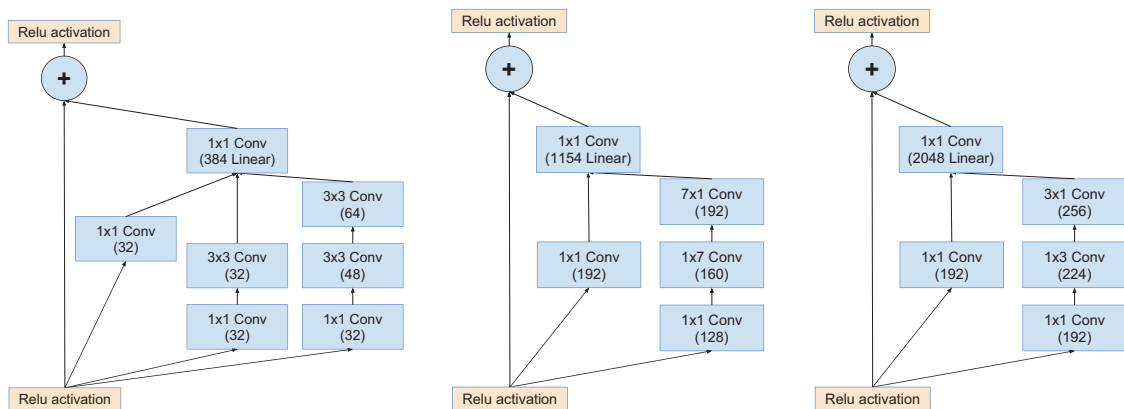 Relu activation
+
1x1 Conv
(384 Linear)
3x3 Conv
(64)
1x1 Conv
(32)
3x3 Conv
(32)
3x3 Conv
(48)
1x1 Conv
(32)
1x1 Conv
(32)
Relu activation
Relu activation
+
1x1 Conv
(1154 Linear)
7x1 Conv
(192)
1x1 Conv
(192)
1x7 Conv
(160)
1x1 Conv
(128)
Relu activation
Relu activation
+
1x1 Conv
(2048 Linear)
3x1 Conv
(256)
1x1 Conv
(192)
1x3 Conv
(224)
1x1 Conv
(192)
Relu activation